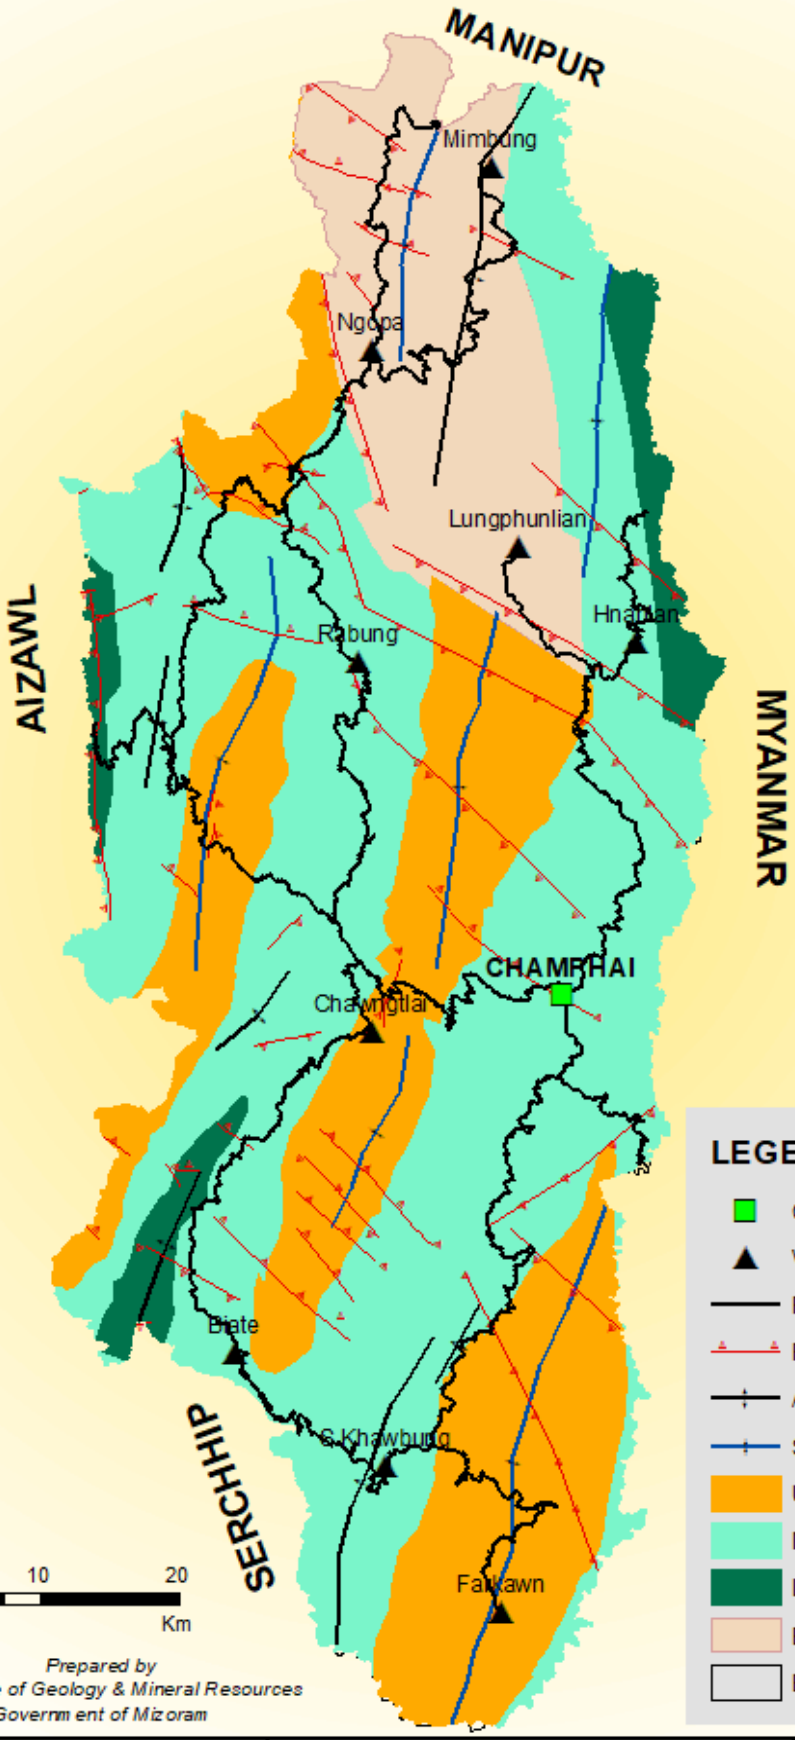 MANIPUR
Mimbung
Ngopa
Lungphunlian
Hnahlan
Rabung
AIZAWL
MYANMAR
CHAMPHAI
Chawngtlai
LEGE
Biate
S.Khawbung
SERCHHIP
Farkawn
10 20
Km
Prepared by
e of Geology & Mineral Resources
Government of Mizoram